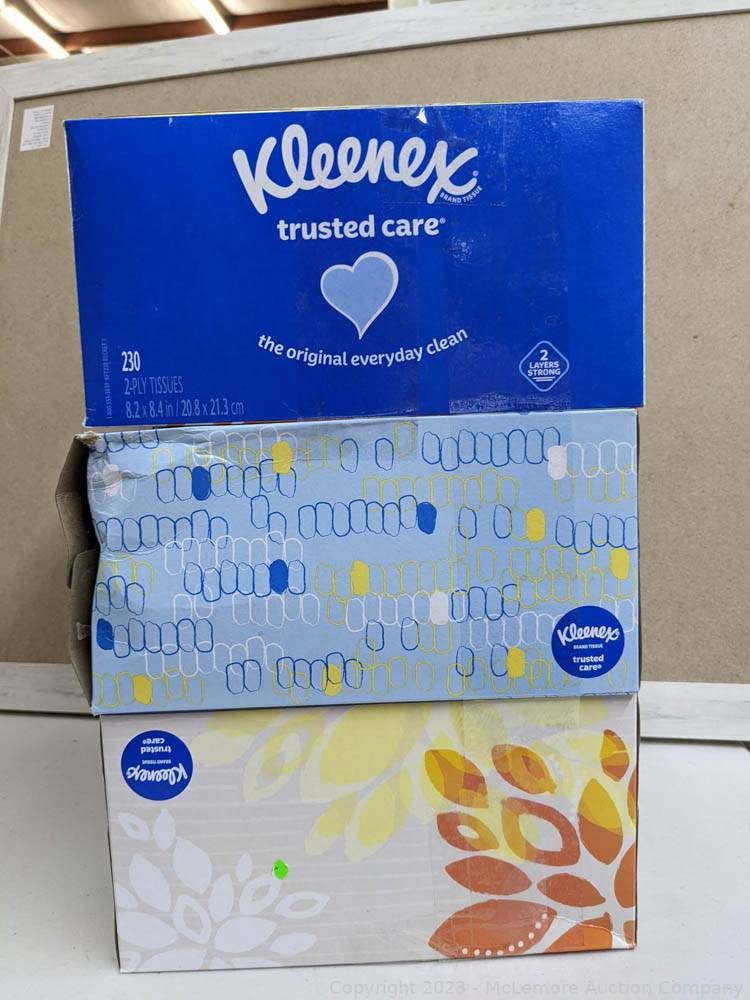 Kleenex®
BRAND TISSUE
trusted care®
the original everyday clean
230
2-PLY TISSUES
8.2 x 8.4 in / 20.8 x 21.3 cm
2
LAYERS
STRONG
Kleenex®
BRAND TISSUE
trusted
care®
Kleenex®
BRAND TISSUE
trusted
care®
Copyright 2023 - McLemore Auction Company